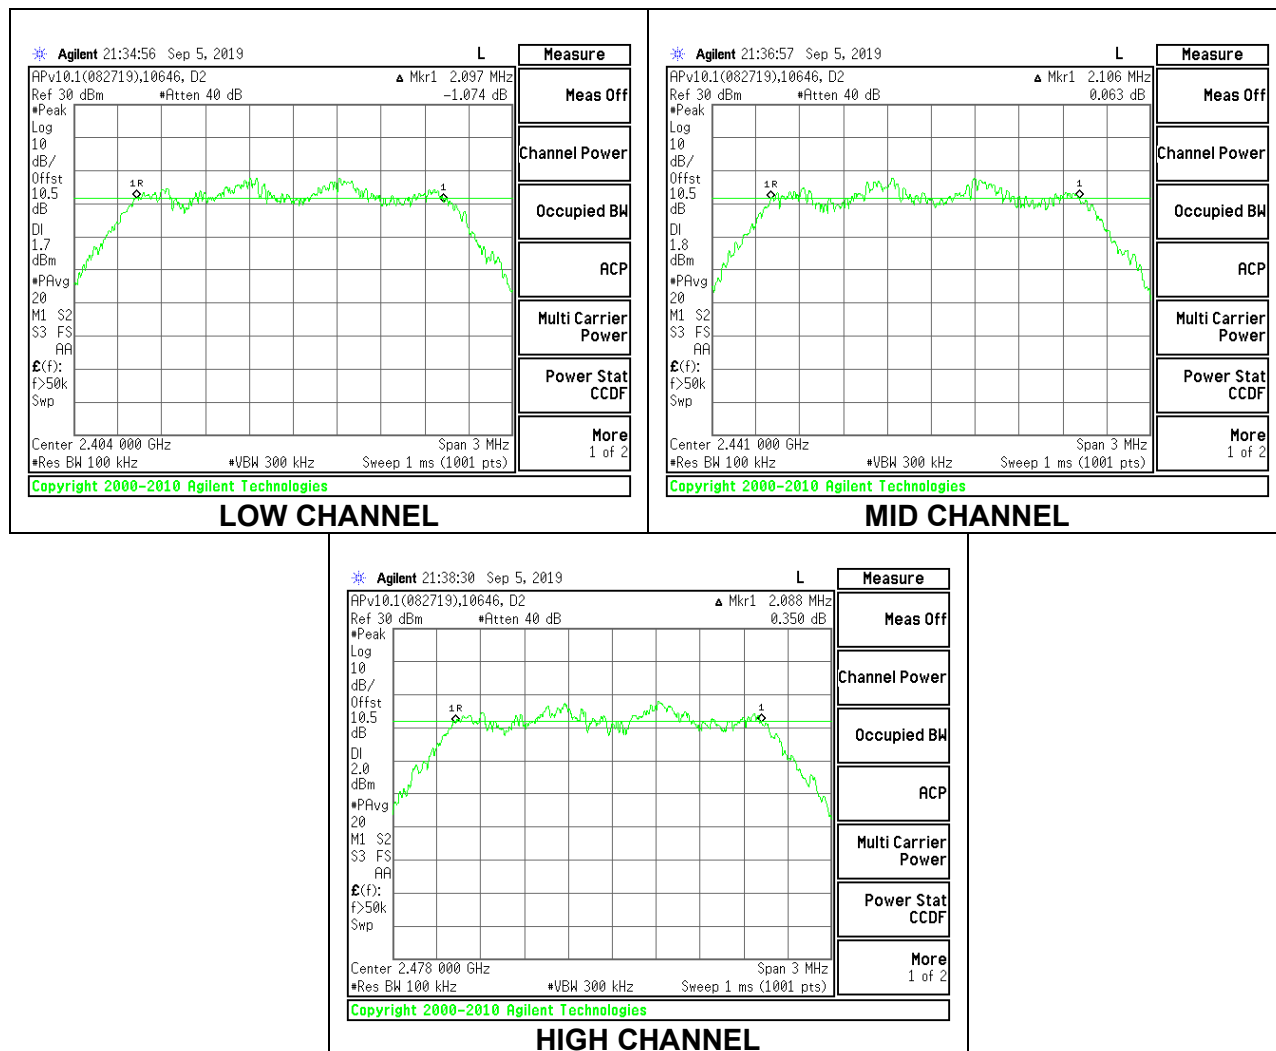 Agilent 21:34:56 Sep 5, 2019 L Measure
APv10.1(082719),10646, D2 Δ Mkr1 2.097 MHz
Ref 30 dBm #Atten 40 dB -1.074 dB
#Peak
Log
10
dB/
Offst
10.5
dB
DI
1.7
dBm
#PAvg
20
M1 S2
S3 FS
AA
£(f):
f>50k
Swp
1R
1
Center 2.404 000 GHz Span 3 MHz
#Res BW 100 kHz #VBW 300 kHz Sweep 1 ms (1001 pts)
Copyright 2000-2010 Agilent Technologies
Meas Off
Channel Power
Occupied BW
ACP
Multi Carrier
Power
Power Stat
CCDF
More
1 of 2
LOW CHANNEL
Agilent 21:36:57 Sep 5, 2019 L Measure
APv10.1(082719),10646, D2 Δ Mkr1 2.106 MHz
Ref 30 dBm #Atten 40 dB 0.063 dB
#Peak
Log
10
dB/
Offst
10.5
dB
DI
1.8
dBm
#PAvg
20
M1 S2
S3 FS
AA
£(f):
f>50k
Swp
1R
1
Center 2.441 000 GHz Span 3 MHz
#Res BW 100 kHz #VBW 300 kHz Sweep 1 ms (1001 pts)
Copyright 2000-2010 Agilent Technologies
Meas Off
Channel Power
Occupied BW
ACP
Multi Carrier
Power
Power Stat
CCDF
More
1 of 2
MID CHANNEL
Agilent 21:38:30 Sep 5, 2019 L Measure
APv10.1(082719),10646, D2 Δ Mkr1 2.088 MHz
Ref 30 dBm #Atten 40 dB 0.350 dB
#Peak
Log
10
dB/
Offst
10.5
dB
DI
2.0
dBm
#PAvg
20
M1 S2
S3 FS
AA
£(f):
f>50k
Swp
1R
1
Center 2.478 000 GHz Span 3 MHz
#Res BW 100 kHz #VBW 300 kHz Sweep 1 ms (1001 pts)
Copyright 2000-2010 Agilent Technologies
Meas Off
Channel Power
Occupied BW
ACP
Multi Carrier
Power
Power Stat
CCDF
More
1 of 2
HIGH CHANNEL